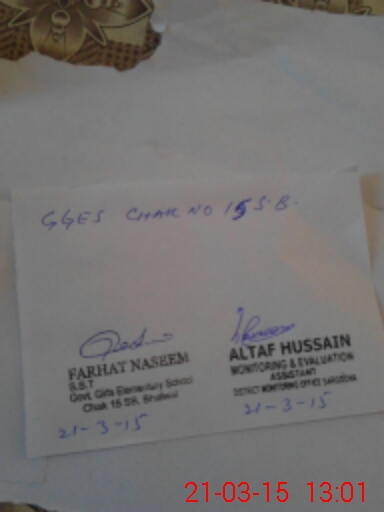 GGES CHAK NO 15 S.B.
FARHAT NASEEM
S.S.T
Govt. Girls Elementary School
Chak 15 SB, Bhalwal
21-3-15
ALTAF HUSSAIN
MONITORING & EVALUATION
ASSISTANT
DISTRICT MONITORING OFFICE SARGODHA
21-3-15
21-03-15 13:01